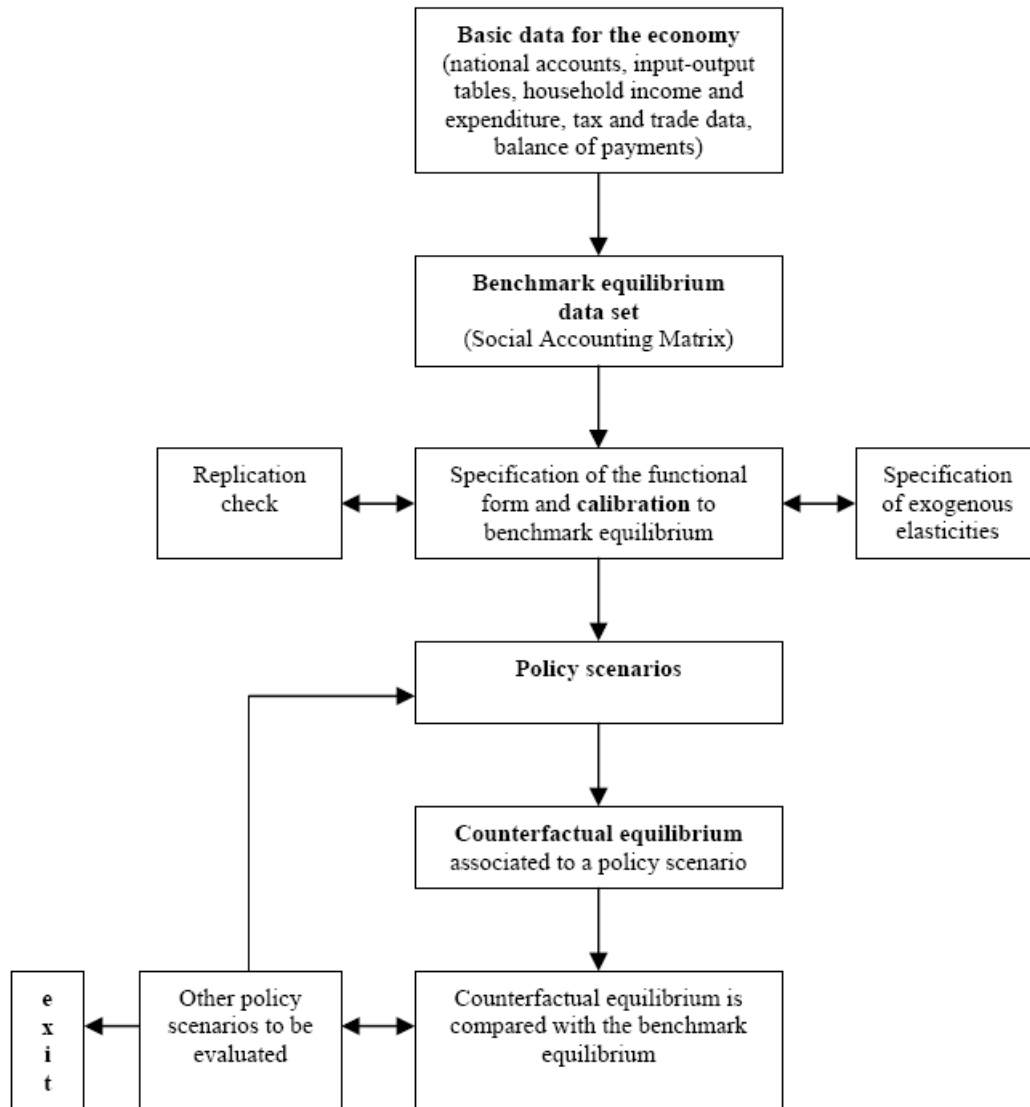 Basic data for the economy
(national accounts, input-output
tables, household income and
expenditure, tax and trade data,
balance of payments)
Benchmark equilibrium
data set
(Social Accounting Matrix)
Replication
check
Specification of the functional
form and calibration to
benchmark equilibrium
Specification
of exogenous
elasticities
Policy scenarios
Counterfactual equilibrium
associated to a policy scenario
e
x
i
t
Other policy
scenarios to be
evaluated
Counterfactual equilibrium is
compared with the benchmark
equilibrium